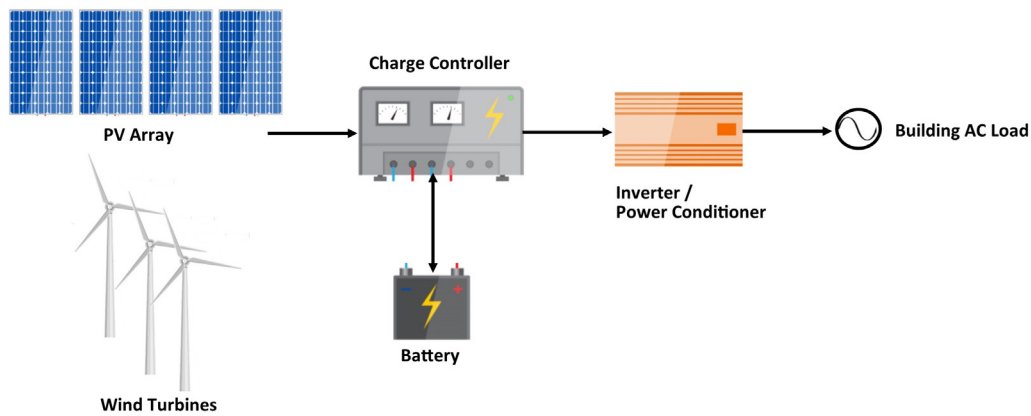 Charge Controller
PV Array
Building AC Load
Inverter /
Power Conditioner
− +
Battery
Wind Turbines